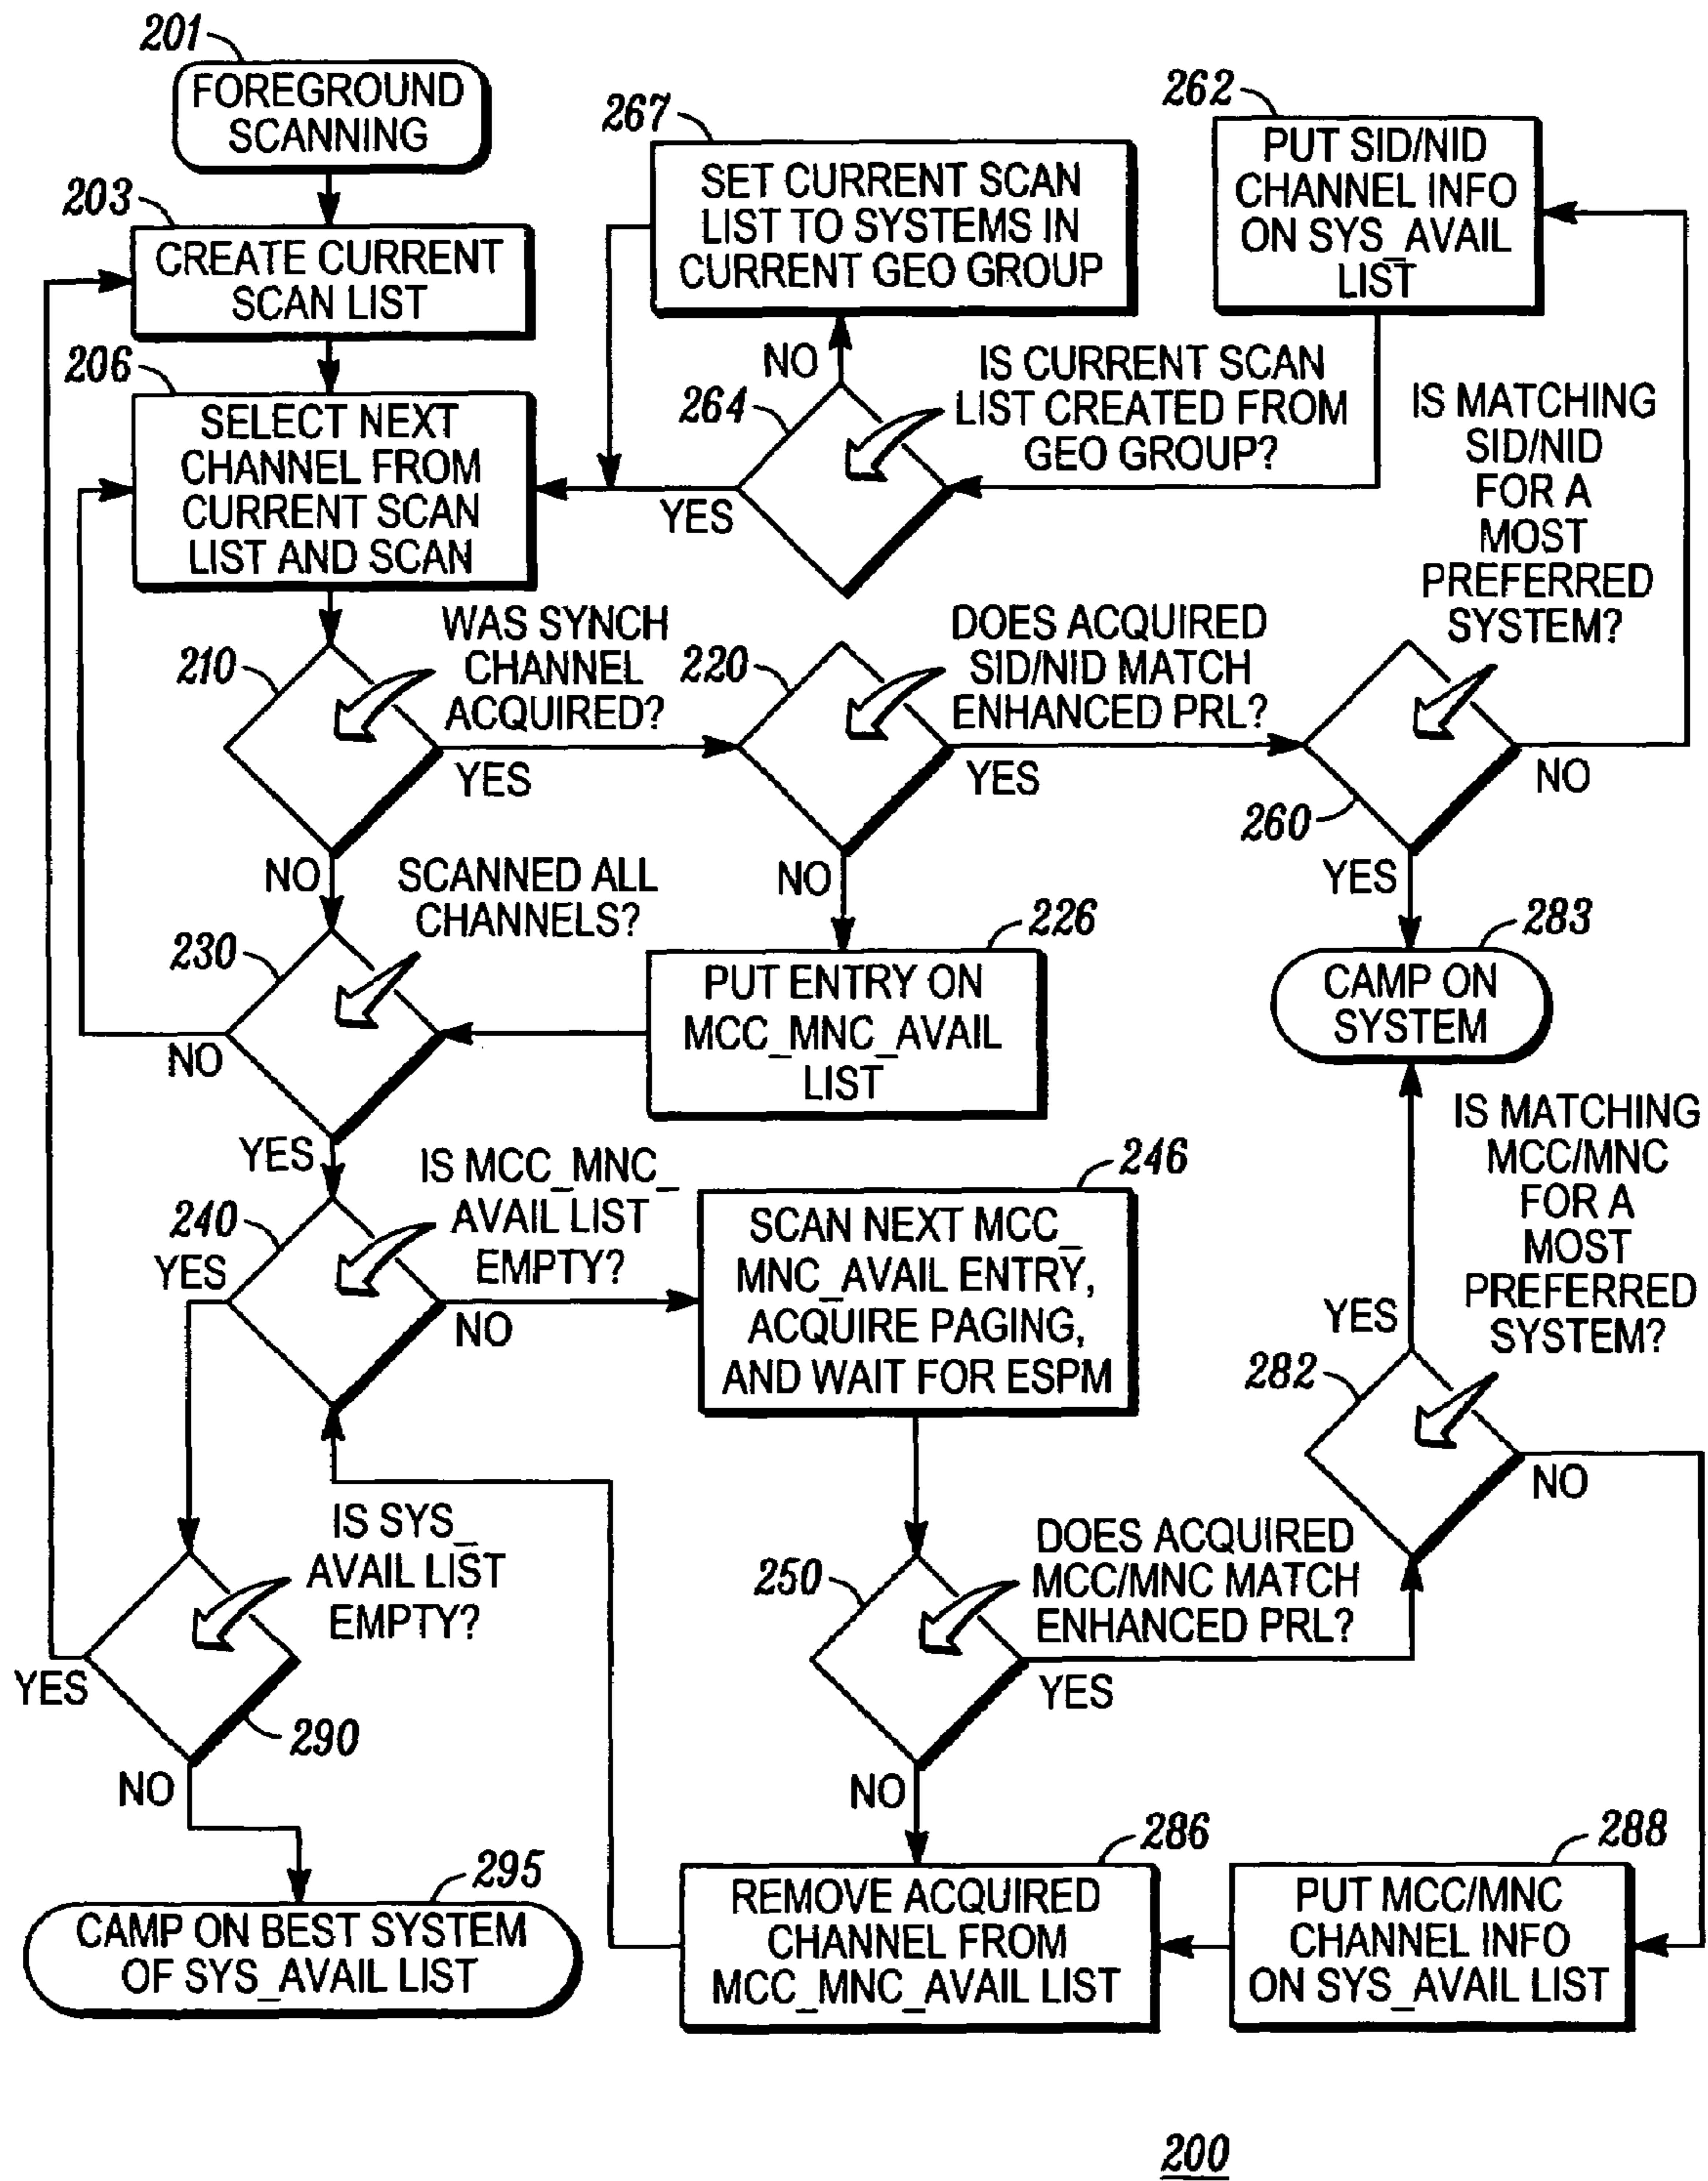 201
FOREGROUND
SCANNING
203
CREATE CURRENT
SCAN LIST
206
SELECT NEXT
CHANNEL FROM
CURRENT SCAN
LIST AND SCAN
267
SET CURRENT SCAN
LIST TO SYSTEMS IN
CURRENT GEO GROUP
262
PUT SID/NID
CHANNEL INFO
ON SYS_AVAIL
LIST
NO
264
IS CURRENT SCAN
LIST CREATED FROM
GEO GROUP?
YES
IS MATCHING
SID/NID
FOR A
MOST
PREFERRED
SYSTEM?
210
WAS SYNCH
CHANNEL
ACQUIRED?
YES
NO
220
DOES ACQUIRED
SID/NID MATCH
ENHANCED PRL?
YES
NO
260
NO
YES
283
CAMP ON
SYSTEM
230
SCANNED ALL
CHANNELS?
NO
YES
226
PUT ENTRY ON
MCC_MNC_AVAIL
LIST
240
IS MCC_MNC_
AVAIL LIST
EMPTY?
YES
NO
246
SCAN NEXT MCC_
MNC_AVAIL ENTRY,
ACQUIRE PAGING,
AND WAIT FOR ESPM
IS MATCHING
MCC/MNC
FOR A
MOST
PREFERRED
SYSTEM?
YES
282
NO
IS SYS_
AVAIL LIST
EMPTY?
YES
290
NO
250
DOES ACQUIRED
MCC/MNC MATCH
ENHANCED PRL?
YES
NO
295
CAMP ON BEST SYSTEM
OF SYS_AVAIL LIST
286
REMOVE ACQUIRED
CHANNEL FROM
MCC_MNC_AVAIL LIST
288
PUT MCC/MNC
CHANNEL INFO
ON SYS_AVAIL LIST
200